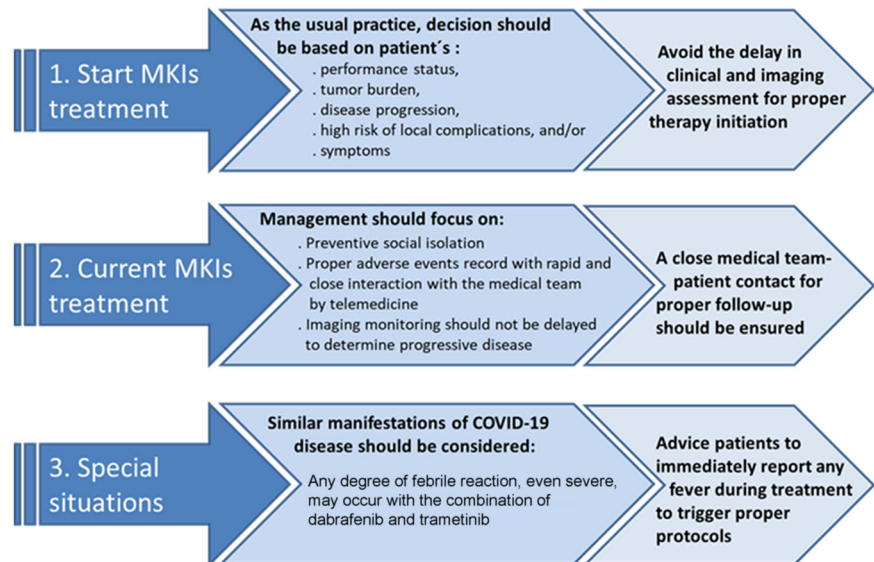 1. Start MKIs
treatment
As the usual practice, decision should
be based on patient´s :
. performance status,
. tumor burden,
. disease progression,
. high risk of local complications, and/or
. symptoms
Avoid the delay in
clinical and imaging
assessment for proper
therapy initiation
2. Current MKIs
treatment
Management should focus on:
. Preventive social isolation
. Proper adverse events record with rapid and
close interaction with the medical team
by telemedicine
. Imaging monitoring should not be delayed
to determine progressive disease
A close medical team-
patient contact for
proper follow-up
should be ensured
3. Special
situations
Similar manifestations of COVID-19
disease should be considered:
Any degree of febrile reaction, even severe,
may occur with the combination of
dabrafenib and trametinib
Advice patients to
immediately report any
fever during treatment
to trigger proper
protocols